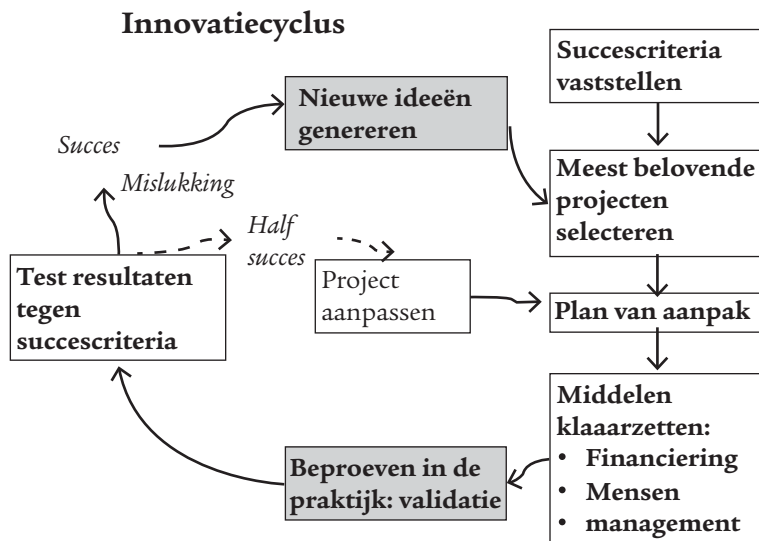 Innovatiecyclus
Succescriteria
vaststellen
Nieuwe ideeën
genereren
Succes
Mislukking
Meest belovende
projecten
selecteren
Half
succes
Test resultaten
tegen
succescriteria
Project
aanpassen
Plan van aanpak
Middelen
klaaarzetten:
• Financiering
• Mensen
• management
Beproeven in de
praktijk: validatie